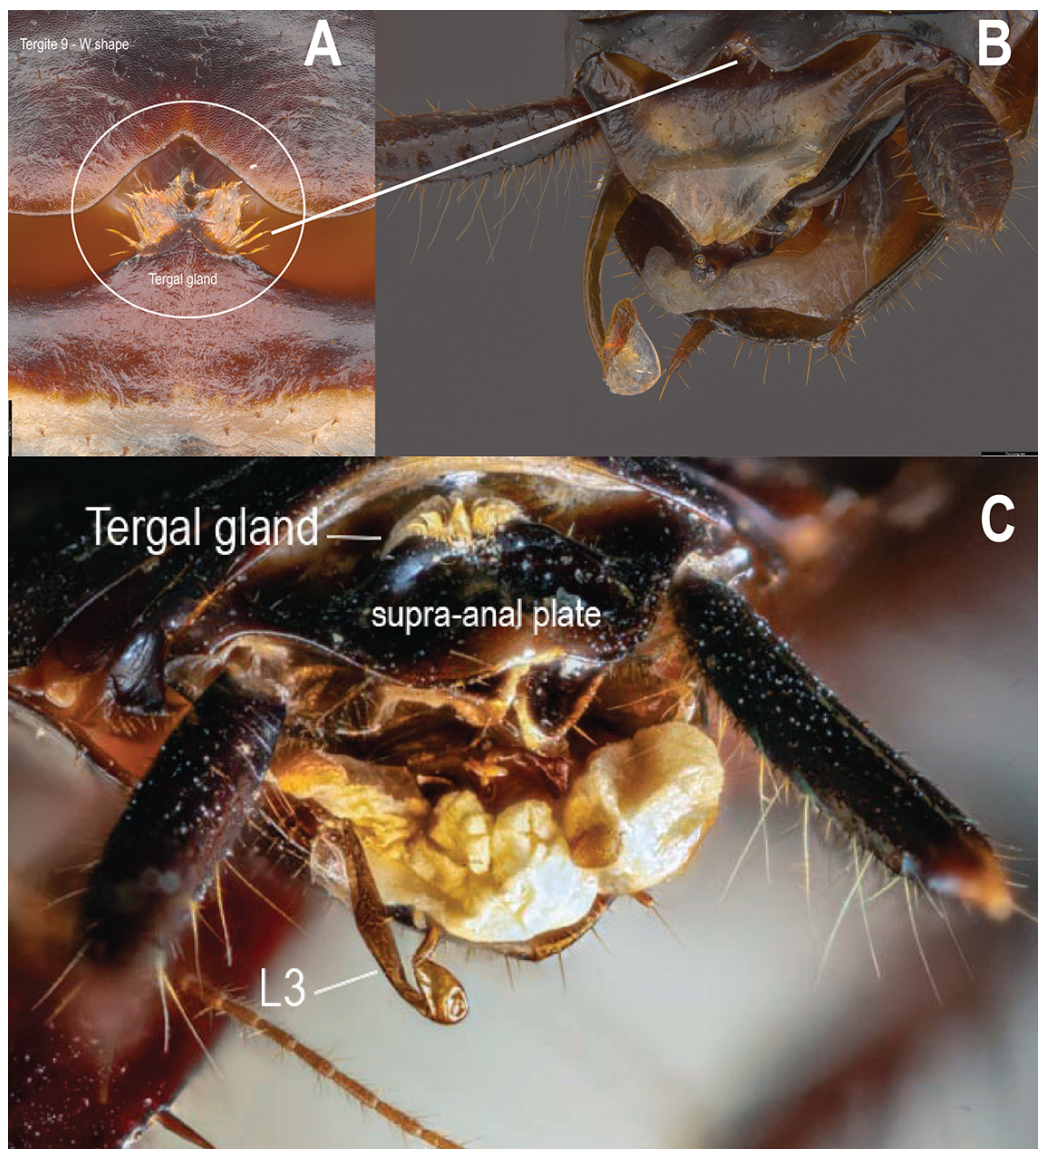 Tergite 9 - W shape
A
B
Tergal gland
Tergal gland
C
supra-anal plate
L3